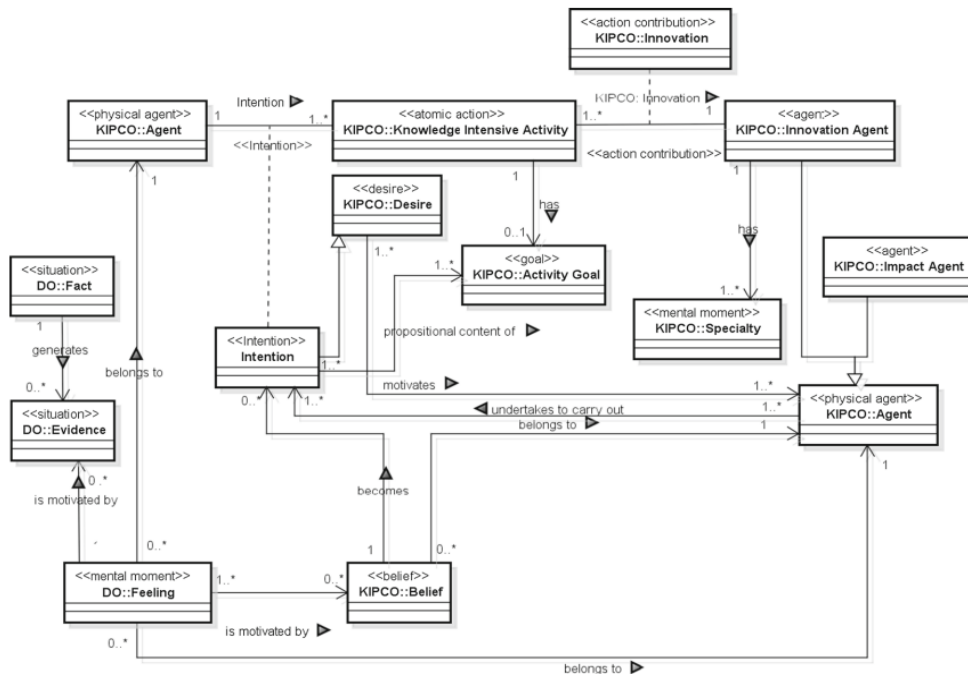 <<action contribution>>
KIPCO::Innovation
<<physical agent>>
KIPCO::Agent
1
Intention
1..*
<<Intention>>
<<atomic action>>
KIPCO::Knowledge Intensive Activity
KIPCO: Innovation
1..*
1
<<action contribution>>
<<agent>>
KIPCO::Innovation Agent
1
1
1
<<desire>>
KIPCO::Desire
1..*
has
0..1
has
1..*
<<goal>>
KIPCO::Activity Goal
1..*
<<agent>>
KIPCO::Impact Agent
<<situation>>
DO::Fact
1
generates
0..*
<<mental moment>>
KIPCO::Specialty
propositional content of
<<Intention>>
Intention
1..*
belongs to
0..*
1..*
motivates
1..*
<<physical agent>>
KIPCO::Agent
undertakes to carry out
1..*
belongs to
1
1
<<situation>>
DO::Evidence
0..*
is motivated by
becomes
0..*
1
0..*
<<mental moment>>
DO::Feeling
1..*
0..*
<<belief>>
KIPCO::Belief
is motivated by
0..*
belongs to